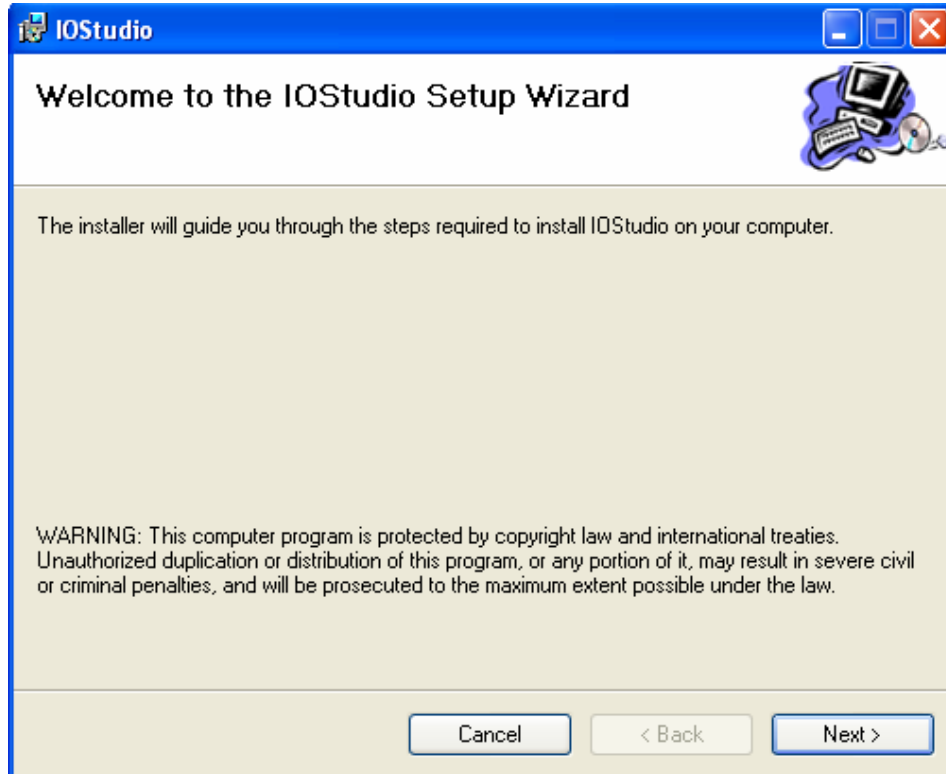 IOStudio
Welcome to the IOStudio Setup Wizard
The installer will guide you through the steps required to install IOStudio on your computer.
WARNING: This computer program is protected by copyright law and international treaties.
Unauthorized duplication or distribution of this program, or any portion of it, may result in severe civil
or criminal penalties, and will be prosecuted to the maximum extent possible under the law.
Cancel < Back Next >